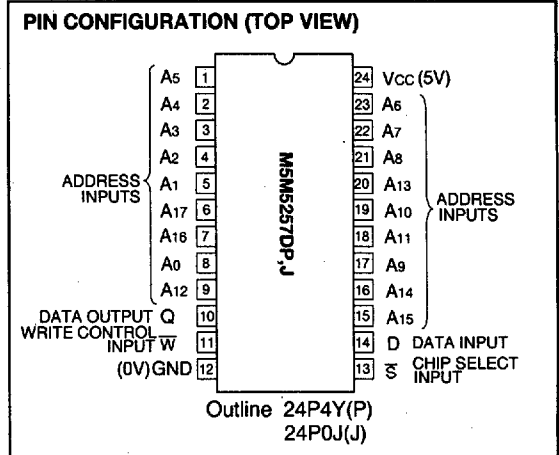 PIN CONFIGURATION (TOP VIEW)
A5 1
A4 2
A3 3
A2 4
A1 5
A17 6
A16 7
A0 8
A12 9
ADDRESS
INPUTS
DATA OUTPUT Q 10
WRITE CONTROL
INPUT W̅ 11
(0V) GND 12
M5M5257DP,J
24 Vcc (5V)
23 A6
22 A7
21 A8
20 A13
19 A10
18 A11
17 A9
16 A14
15 A15
ADDRESS
INPUTS
14 D DATA INPUT
13 S̅ CHIP SELECT
INPUT
Outline 24P4Y(P)
24P0J(J)